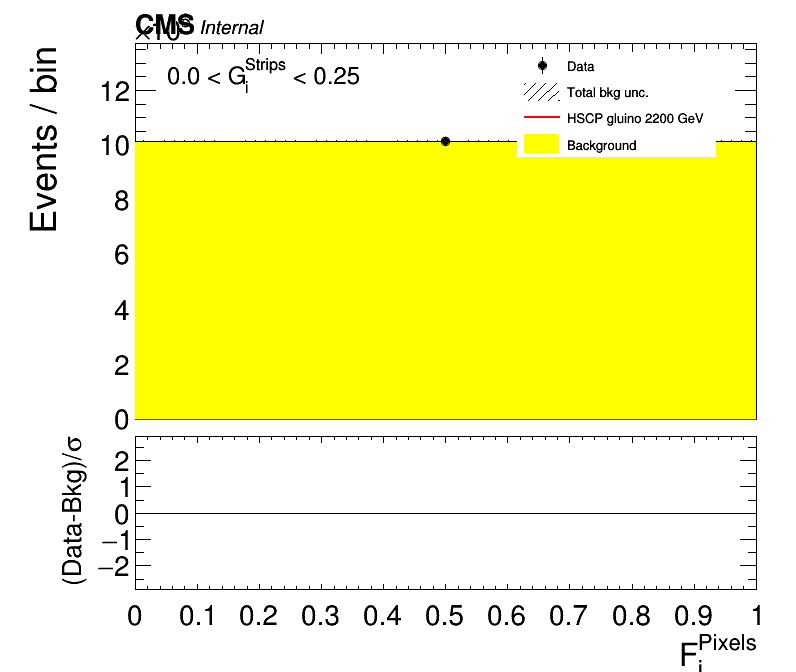 CMS Internal
0.0 < G_i^Strips < 0.25
Data
Total bkg unc.
HSCP gluino 2200 GeV
Background
Events / bin
12
10
8
6
4
2
0
(Data-Bkg)/σ
2
1
0
−1
−2
0 0.1 0.2 0.3 0.4 0.5 0.6 0.7 0.8 0.9 1
F_i^Pixels